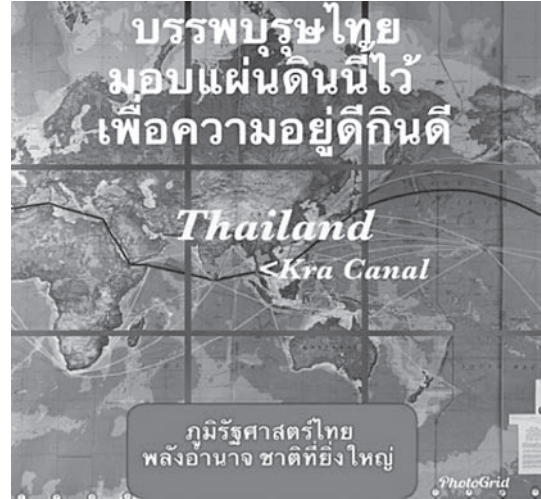 บรรพบุรุษไทย
มอบแผ่นดินนี้ไว้
เพื่อความอยู่ดีกินดี
Thailand
<Kra Canal
ภูมิรัฐศาสตร์ไทย
พลังอำนาจ ชาติที่ยิ่งใหญ่
PhotoGrid